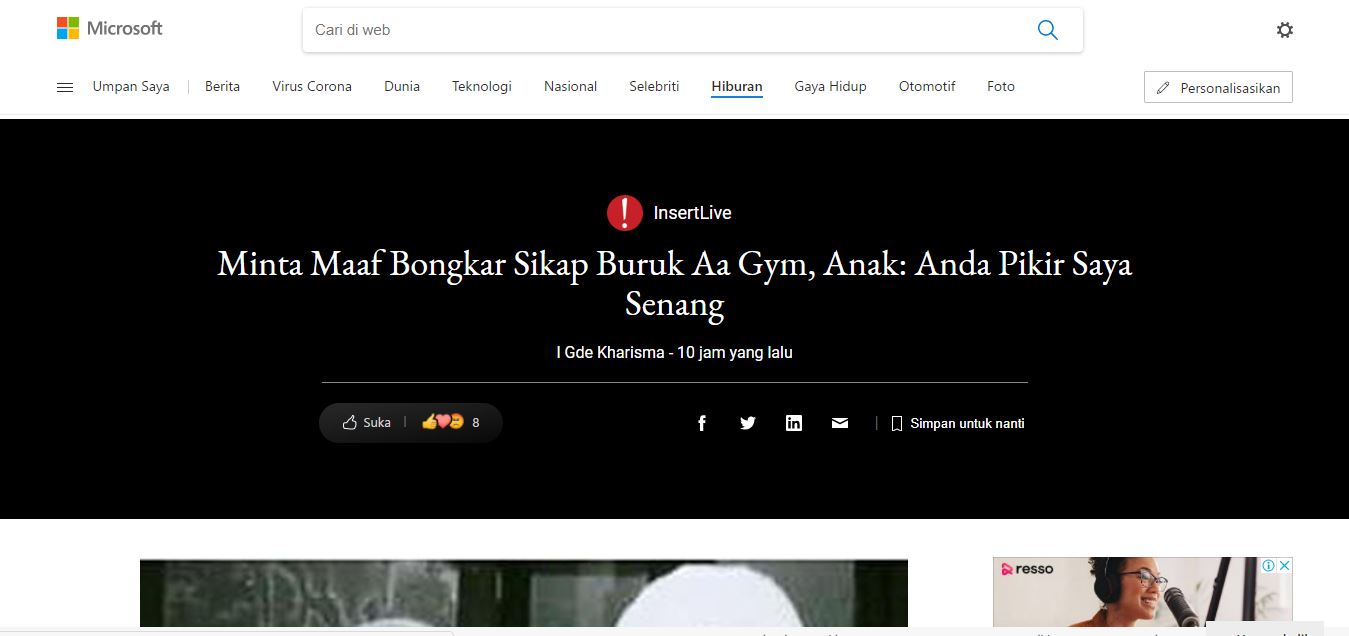 Microsoft
Cari di web
Umpan Saya
Berita
Virus Corona
Dunia
Teknologi
Nasional
Selebriti
Hiburan
Gaya Hidup
Otomotif
Foto
Personalisasikan
InsertLive
Minta Maaf Bongkar Sikap Buruk Aa Gym, Anak: Anda Pikir Saya
Senang
I Gde Kharisma - 10 jam yang lalu
Suka
8
Simpan untuk nanti
resso